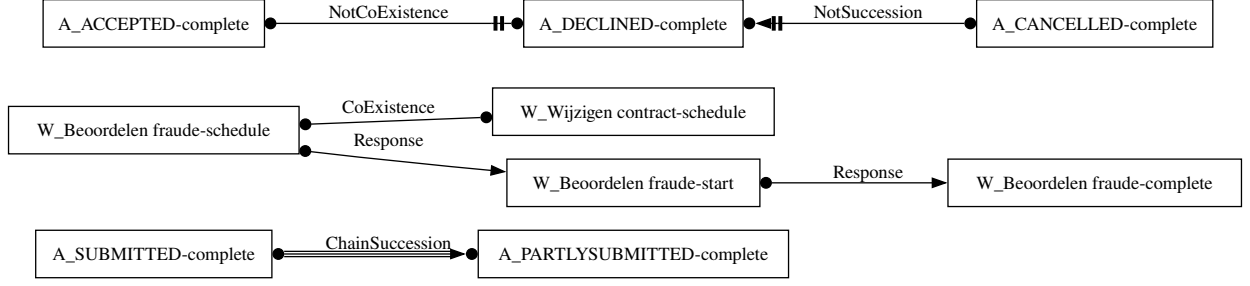 A_ACCEPTED-complete
NotCoExistence
A_DECLINED-complete
NotSuccession
A_CANCELLED-complete
W_Beoordelen fraude-schedule
CoExistence
W_Wijzigen contract-schedule
Response
W_Beoordelen fraude-start
Response
W_Beoordelen fraude-complete
A_SUBMITTED-complete
ChainSuccession
A_PARTLYSUBMITTED-complete